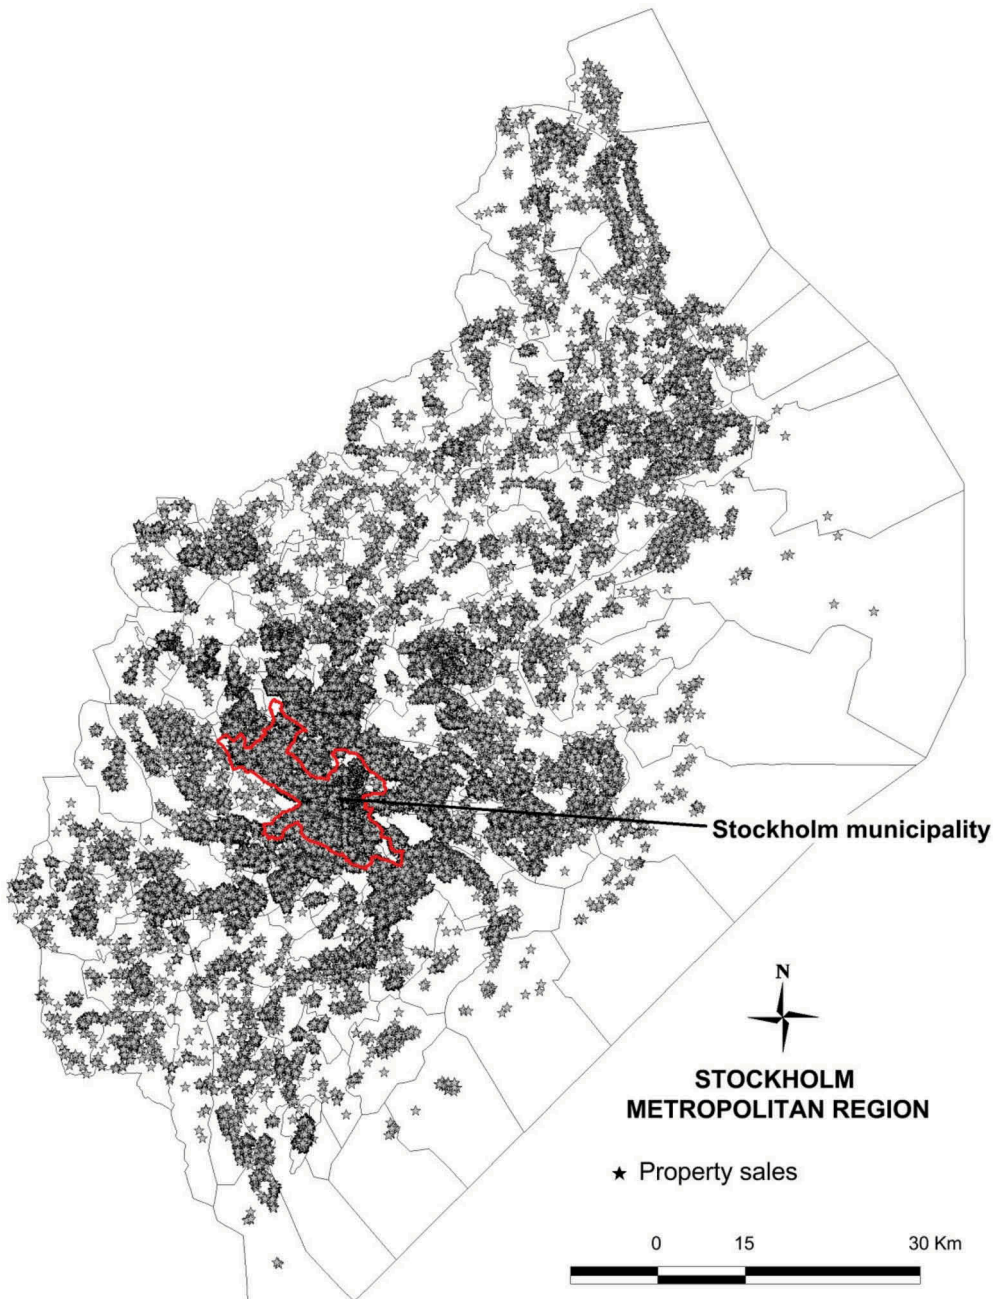 Stockholm municipality
N
STOCKHOLM
METROPOLITAN REGION
Property sales
0 15 30 Km